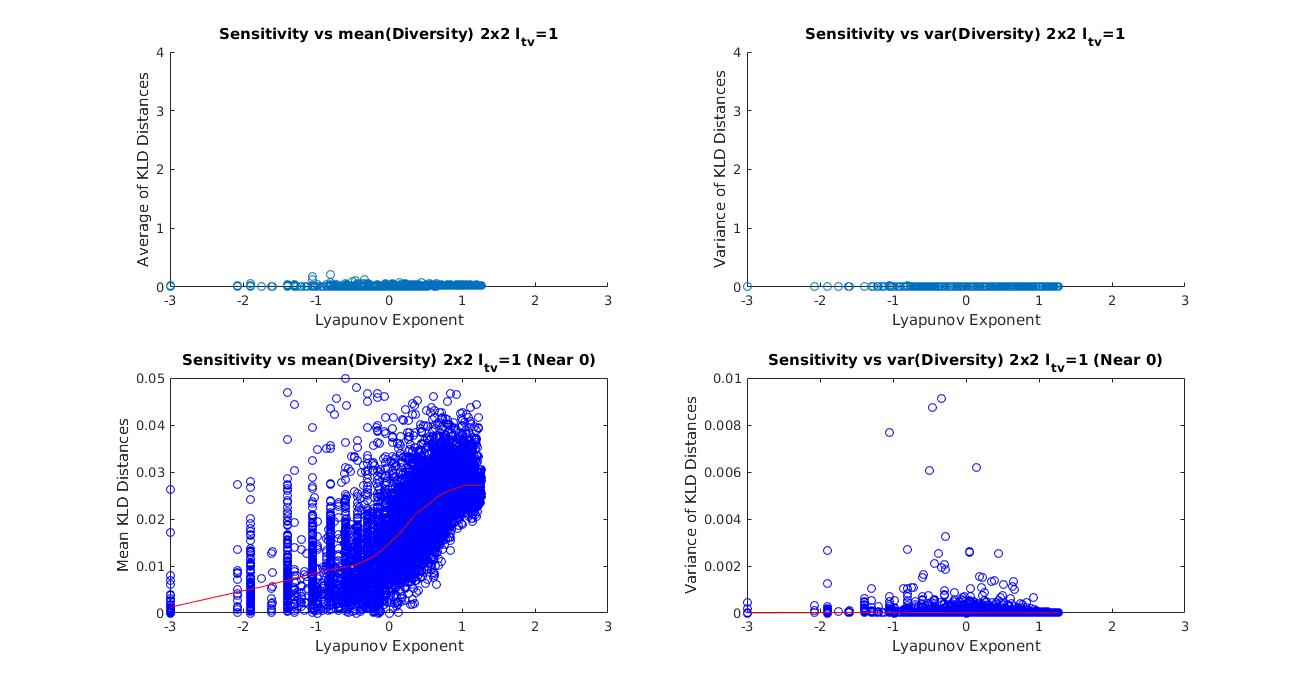 Sensitivity vs mean(Diversity) 2x2 l_tv=1
4
3
2
1
0
-3 -2 -1 0 1 2 3
Average of KLD Distances
Lyapunov Exponent
Sensitivity vs var(Diversity) 2x2 l_tv=1
4
3
2
1
0
-3 -2 -1 0 1 2 3
Variance of KLD Distances
Lyapunov Exponent
Sensitivity vs mean(Diversity) 2x2 l_tv=1 (Near 0)
0.05
0.04
0.03
0.02
0.01
0
-3 -2 -1 0 1 2 3
Mean KLD Distances
Lyapunov Exponent
Sensitivity vs var(Diversity) 2x2 l_tv=1 (Near 0)
0.01
0.008
0.006
0.004
0.002
0
-3 -2 -1 0 1 2 3
Variance of KLD Distances
Lyapunov Exponent